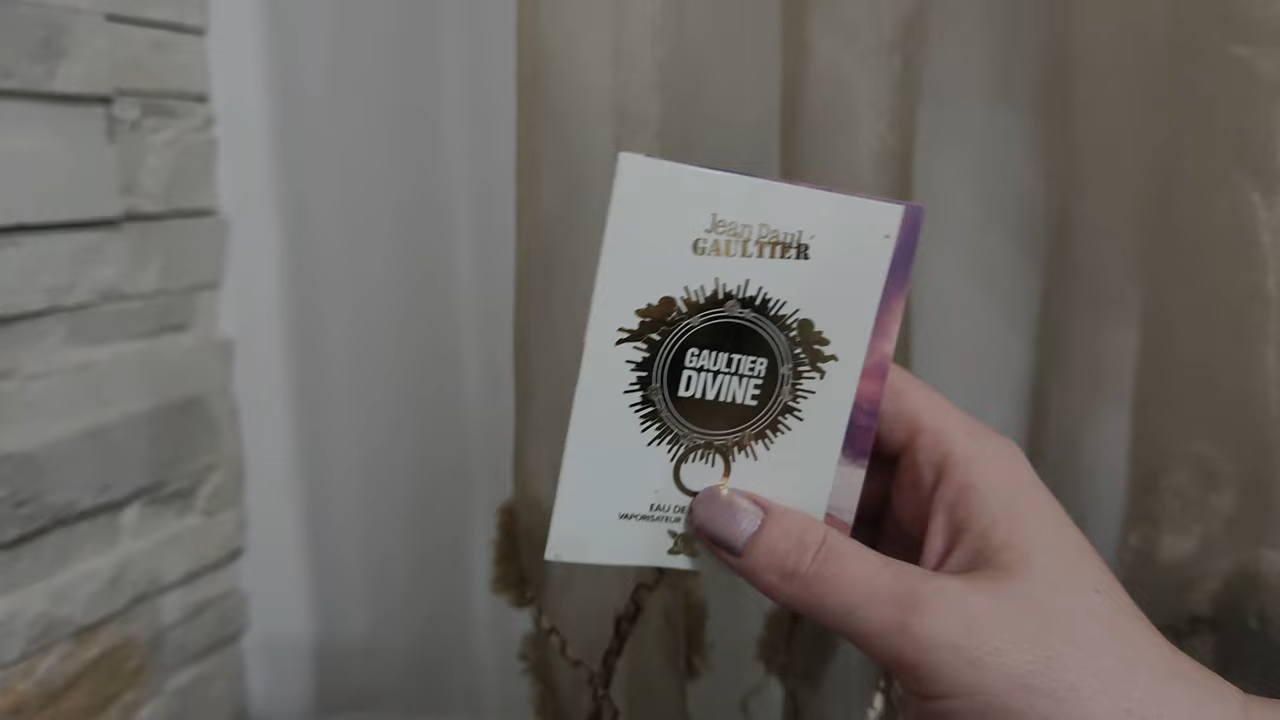 Jean Paul
GAULTIER
GAULTIER
DIVINE
EAU DE
VAPORISATEUR